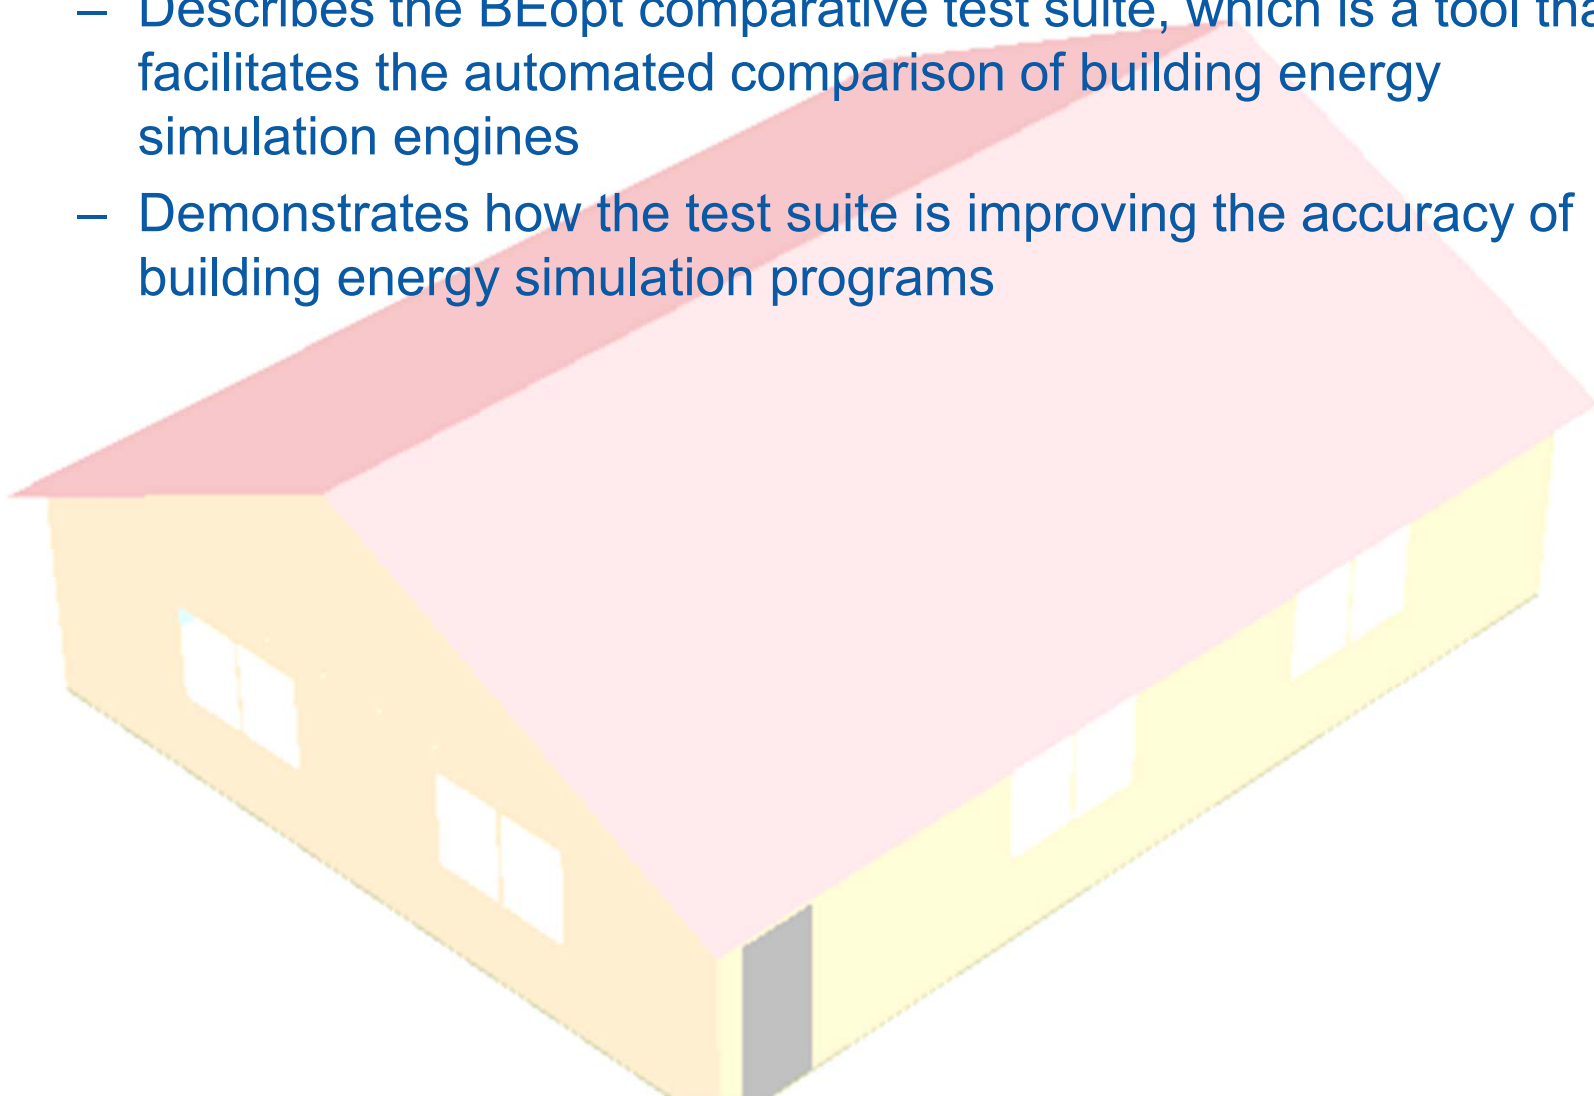 – Describes the BEopt comparative test suite, which is a tool tha
facilitates the automated comparison of building energy
simulation engines
– Demonstrates how the test suite is improving the accuracy of
building energy simulation programs